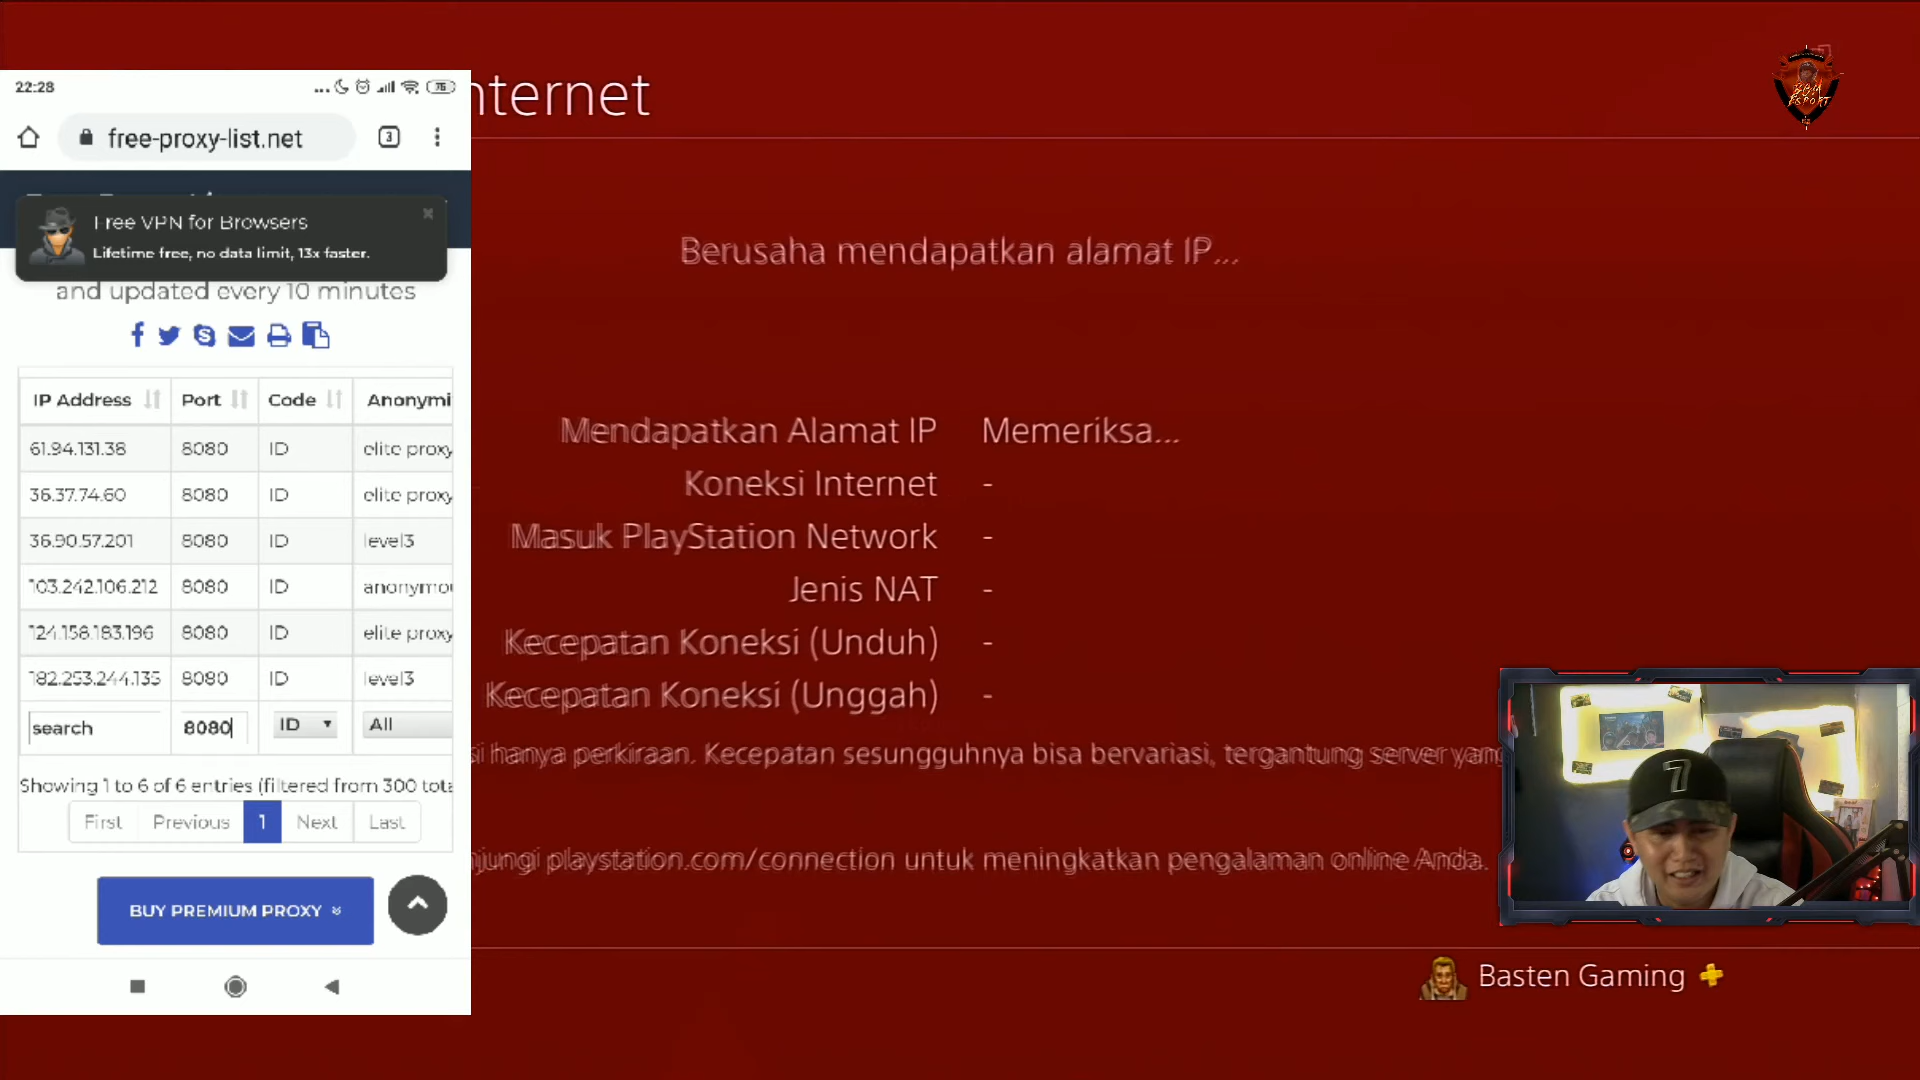 22:28
76
nternet
free-proxy-list.net
3
Free VPN for Browsers
Lifetime free, no data limit, 13x faster.
and updated every 10 minutes
Berusaha mendapatkan alamat IP...
IP Address Port Code Anonymi
61.94.131.38 8080 ID elite proxy
36.37.74.60 8080 ID elite proxy
36.90.57.201 8080 ID level3
103.242.106.212 8080 ID anonymou
124.158.183.196 8080 ID elite proxy
182.253.244.135 8080 ID level3
search 8080 ID All
Showing 1 to 6 of 6 entries (filtered from 300 tota
First Previous 1 Next Last
BUY PREMIUM PROXY
Mendapatkan Alamat IP Memeriksa...
Koneksi Internet -
Masuk PlayStation Network -
Jenis NAT -
Kecepatan Koneksi (Unduh) -
Kecepatan Koneksi (Unggah) -
si hanya perkiraan. Kecepatan sesungguhnya bisa bervariasi, tergantung server yang
njungi playstation.com/connection untuk meningkatkan pengalaman online Anda.
BGM
ESPORT
7
Basten Gaming